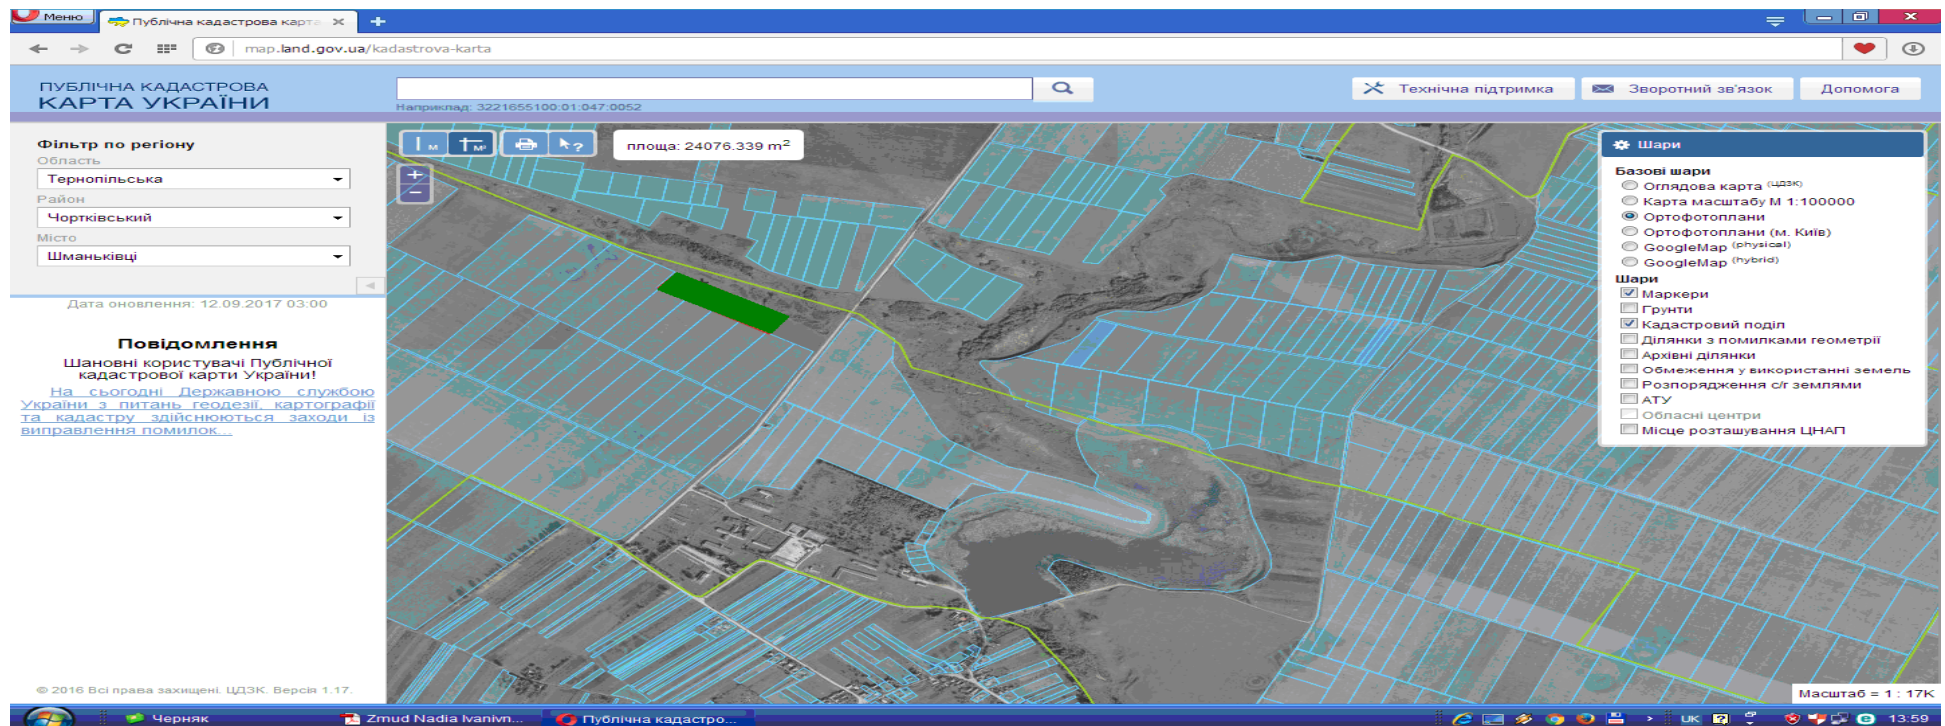 Меню
Публічна кадастрова карта
map.land.gov.ua/kadastrova-karta
ПУБЛІЧНА КАДАСТРОВА
КАРТА УКРАЇНИ
Наприклад: 3221655100:01:047:0052
Технічна підтримка
Зворотний зв'язок
Допомога
Фільтр по регіону
Область
Тернопільська
Район
Чортківський
Місто
Шманьківці
Дата оновлення: 12.09.2017 03:00
Повідомлення
Шановні користувачі Публічної
кадастрової карти України!
На сьогодні Державною службою
України з питань геодезії, картографії
та кадастру здійснюються заходи із
виправлення помилок...
© 2016 Всі права захищені. ЦДЗК. Версія 1.17.
м
м²
площа: 24076.339 m²
Шари
Базові шари
Оглядова карта (ЦДЗК)
Карта масштабу М 1:100000
Ортофотоплани
Ортофотоплани (м. Київ)
GoogleMap (physical)
GoogleMap (hybrid)
Шари
Маркери
Грунти
Кадастровий поділ
Ділянки з помилками геометрії
Архівні ділянки
Обмеження у використанні земель
Розпорядження с/г землями
АТУ
Обласні центри
Місце розташування ЦНАП
Масштаб = 1 : 17K
Черняк
Zmud Nadia Ivanivn...
Публічна кадастро...
UK
13:59